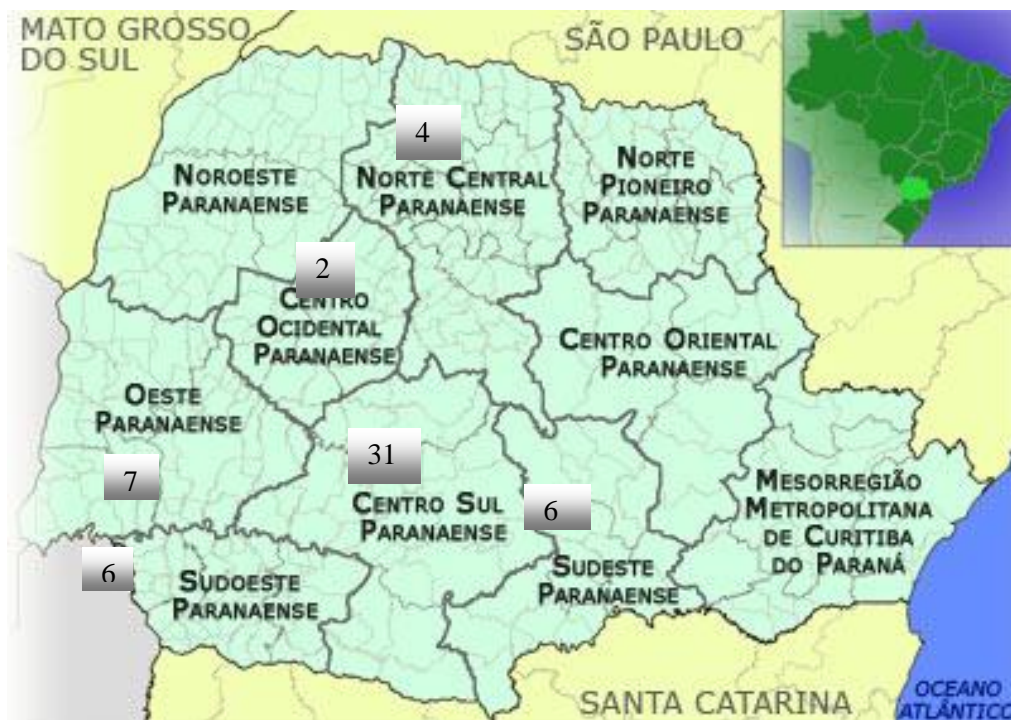 MATO GROSSO
DO SUL
SÃO PAULO
4
NOROESTE
PARANAENSE
NORTE CENTRAL
PARANAENSE
NORTE
PIONEIRO
PARANAENSE
2
CENTRO
OCIDENTAL
PARANAENSE
CENTRO ORIENTAL
PARANAENSE
OESTE
PARANAENSE
7
31
CENTRO SUL
PARANAENSE
6
MESORREGIÃO
METROPOLITANA
DE CURITIBA
DO PARANÁ
6
SUDOESTE
PARANAENSE
SUDESTE
PARANAENSE
SANTA CATARINA
OCEANO
ATLÂNTICO